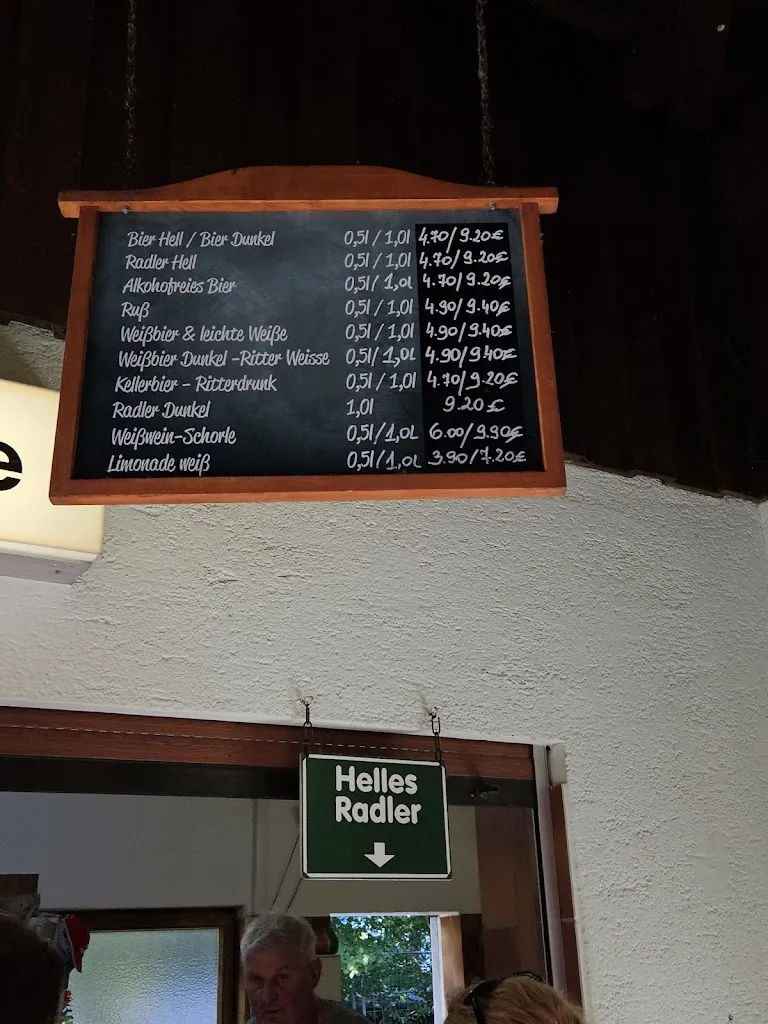 Bier Hell / Bier Dunkel 0,5l / 1,0l 4.70/9.20€
Radler Hell 0,5l / 1,0l 4.70/9.20€
Alkohofreies Bier 0,5l / 1,0L 4.70/9.20€
Ruß 0,5l / 1,0l 4.90/9.40€
Weißbier & leichte Weiße 0,5l / 1,0l 4.90/9.40€
Weißbier Dunkel -Ritter Weisse 0,5l/ 1,0L 4.90/9.40€
Kellerbier - Ritterdrunk 0,5l / 1,0l 4.70/9.20€
Radler Dunkel 1,0l 9.20€
Weißwein-Schorle 0,5l/1,0L 6.00/9.90€
Limonade weiß 0,5l/1,0L 3.90/7.20€
e
Helles
Radler